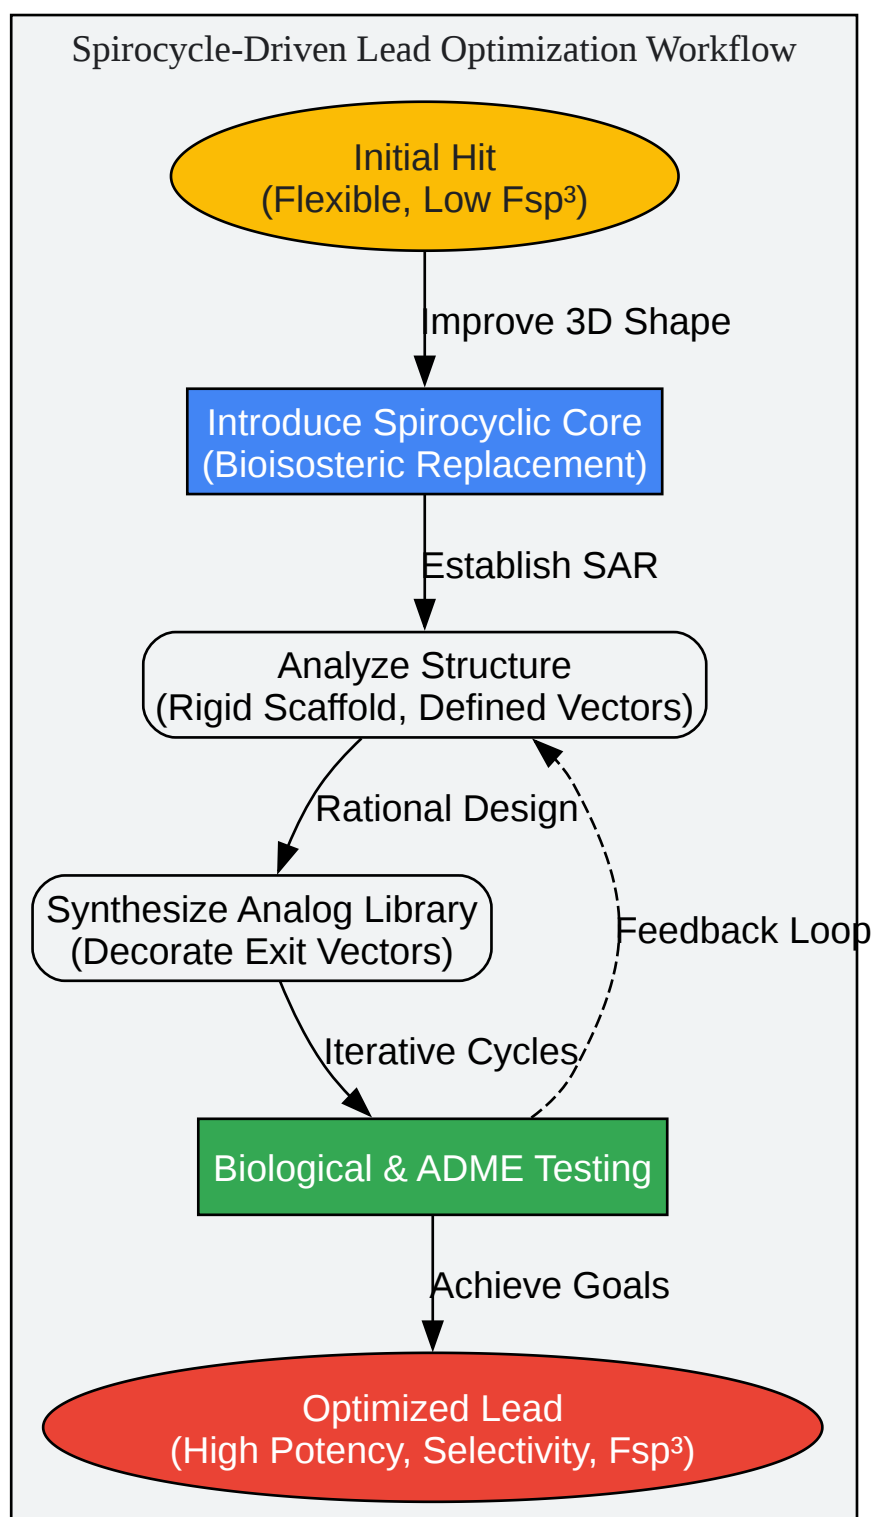 Spirocycle-Driven Lead Optimization Workflow
Initial Hit
(Flexible, Low Fsp³)
Improve 3D Shape
Introduce Spirocyclic Core
(Bioisosteric Replacement)
Establish SAR
Analyze Structure
(Rigid Scaffold, Defined Vectors)
Rational Design
Synthesize Analog Library
(Decorate Exit Vectors)
Feedback Loop
Iterative Cycles
Biological & ADME Testing
Achieve Goals
Optimized Lead
(High Potency, Selectivity, Fsp³)